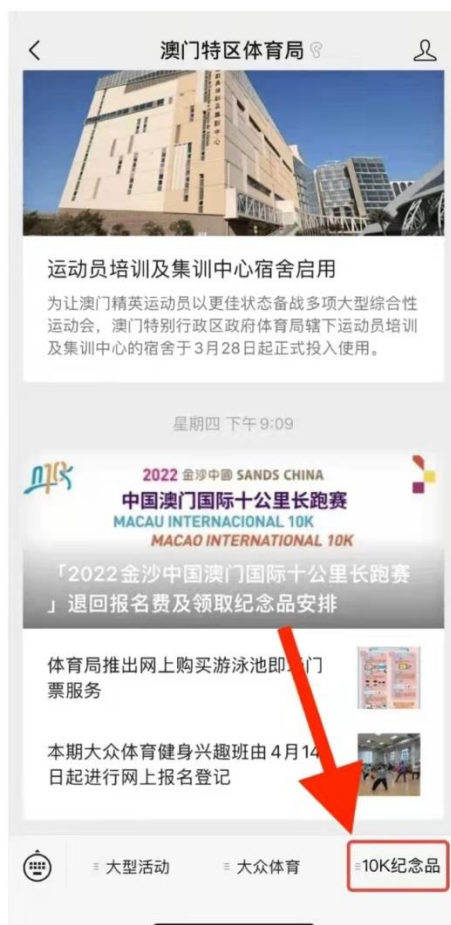 澳门特区体育局
运动员培训及集训中心宿舍启用
为让澳门精英运动员以更佳状态备战多项大型综合性
运动会，澳门特别行政区政府体育局辖下运动员培训
及集训中心的宿舍于3月28日起正式投入使用。
星期四 下午9:09
2022 金沙中國 SANDS CHINA
中国澳门国际十公里长跑赛
MACAU INTERNACIONAL 10K
MACAO INTERNATIONAL 10K
「2022金沙中国澳门国际十公里长跑赛
」退回报名费及领取纪念品安排
体育局推出网上购买游泳池即 门
票服务
本期大众体育健身兴趣班由4月14
日起进行网上报名登记
大型活动
大众体育
10K纪念品